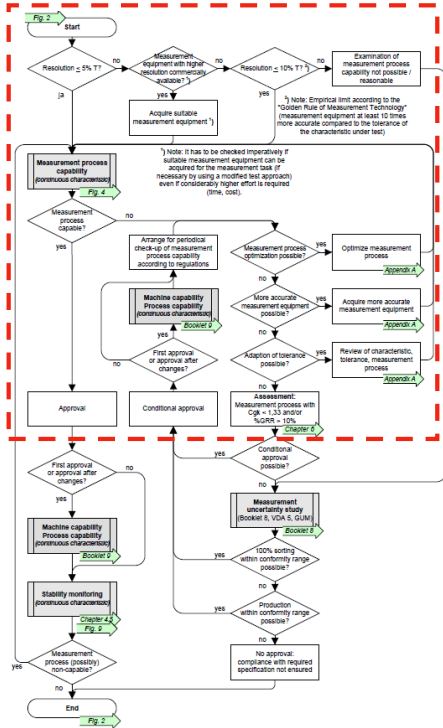 Fig. 2
Start
Resolution ≤ 5% T?
no
Measurement
equipment with higher
resolution commercially
available? ¹)
no
Resolution ≤ 10% T? ²)
no
Examination of
measurement process
capability not possible /
reasonable
ja
yes
yes
Acquire suitable
measurement equipment ¹)
²) Note: Empirical limit according to the
"Golden Rule of Measurement Technology"
(measurement equipment at least 10 times
more accurate compared to the tolerance of
the characteristic under test)
¹) Note: It has to be checked imperatively if
suitable measurement equipment can be
acquired for the measurement task (if
necessary by using a modified test approach)
even if considerably higher effort is required
(time, cost).
Measurement process
capability
(continuous characteristic)
Fig. 4
Measurement
process
capable?
no
yes
Arrange for periodical
check-up of measurement
process capability
according to regulations
Measurement process
optimization possible?
yes
Optimize measurement
process
Appendix A
no
Machine capability
Process capability
(continuous characteristic)
Booklet 9
More accurate
measurement equipment
possible?
yes
Acquire more accurate
measurement equipment
Appendix A
no
yes
no
First approval
or approval after
changes?
Adaption of tolerance
possible?
yes
Review of characteristic,
tolerance, measurement
process
Appendix A
no
Approval
Conditional approval
Assessment:
Measurement process with
Cgk < 1,33 and/or
%GRR > 10%
Chapter 6
First approval
or approval after
changes?
no
yes
yes
Conditional
approval
possible?
no
Machine capability
Process capability
(continuous characteristic)
Booklet 9
Measurement
uncertainty study
(Booklet 8, VDA 5, GUM)
Booklet 8
yes
100% sorting
within conformity range
possible?
no
Stability monitoring
(continuous characteristic)
Chapter 4.5
Fig. 9
yes
Production
within conformity range
possible?
no
yes
Measurement
process (possibly)
non-capable?
no
No approval:
compliance with required
specification not ensured
End
Fig. 2